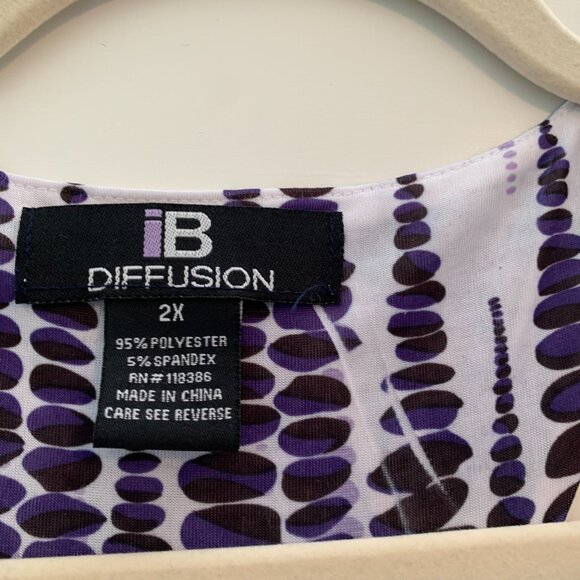 iB
DIFFUSION
2X
95% POLYESTER
5% SPANDEX
RN # 118386
MADE IN CHINA
CARE SEE REVERSE